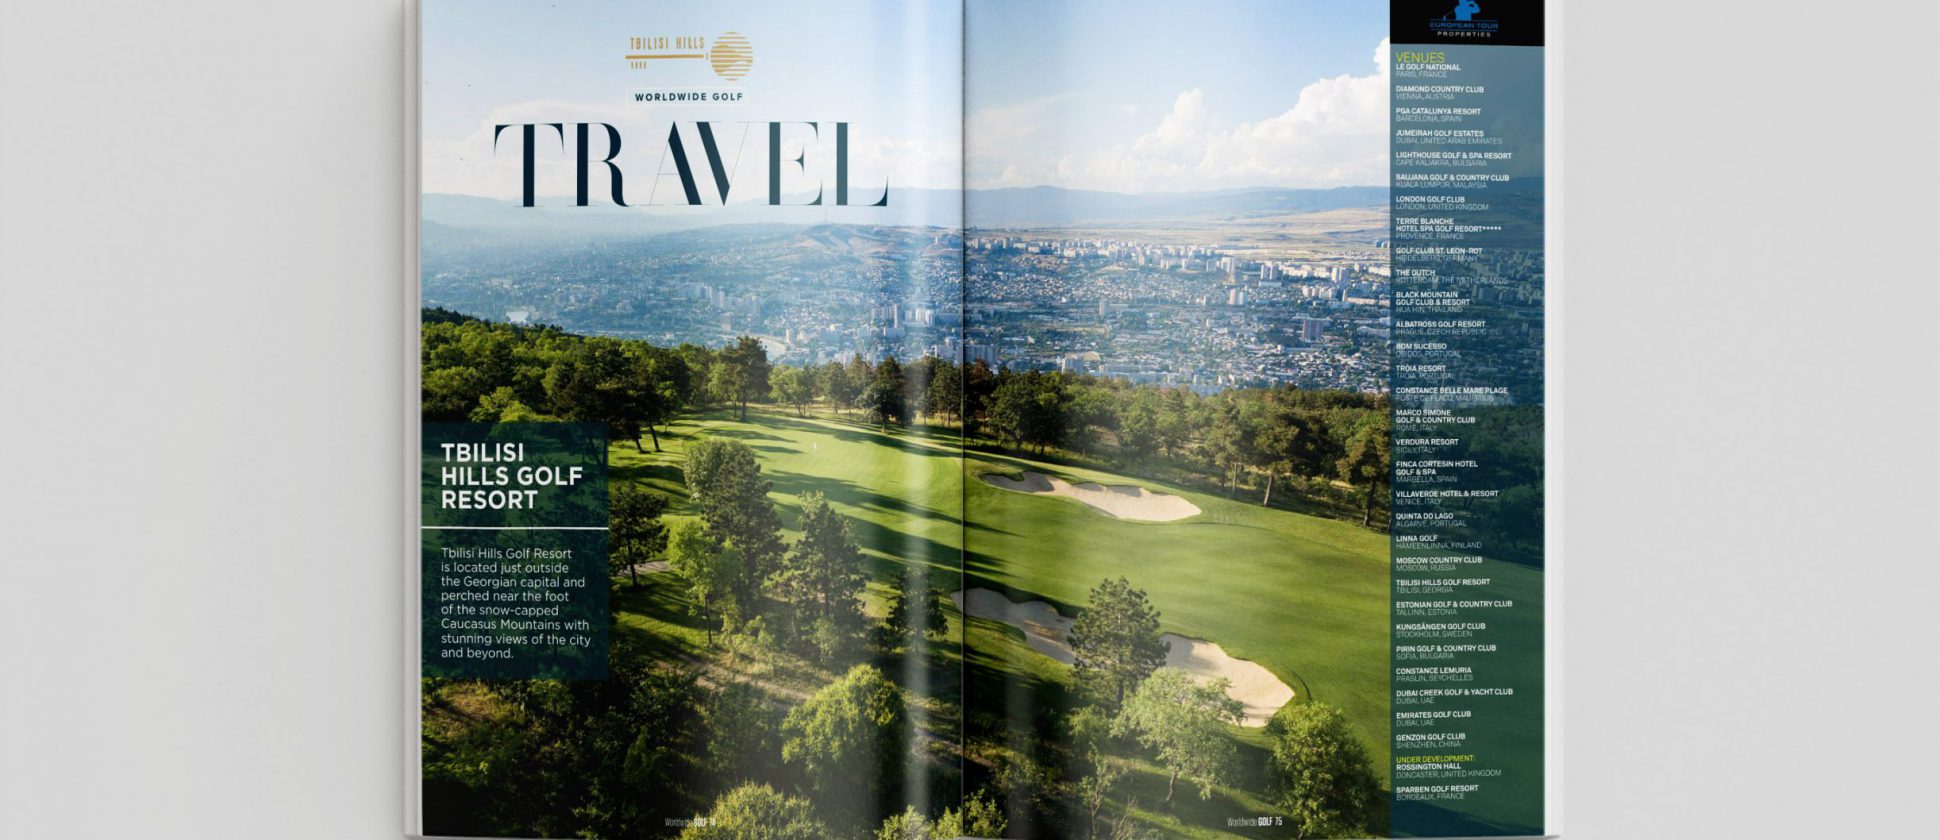 TBILISI HILLS
WORLDWIDE GOLF
TRAVEL
TBILISI
HILLS GOLF
RESORT
Tbilisi Hills Golf Resort
is located just outside
the Georgian capital and
perched near the foot
of the snow-capped
Caucasus Mountains with
stunning views of the city
and beyond.
Worldwide GOLF 74
Worldwide GOLF 75
EUROPEAN TOUR
PROPERTIES
VENUES
LE GOLF NATIONAL
PARIS, FRANCE
DIAMOND COUNTRY CLUB
VIENNA, AUSTRIA
PGA CATALUNYA RESORT
BARCELONA, SPAIN
JUMEIRAH GOLF ESTATES
DUBAI, UNITED ARAB EMIRATES
LIGHTHOUSE GOLF & SPA RESORT
CAPE KALIAKRA, BULGARIA
SAUJANA GOLF & COUNTRY CLUB
KUALA LUMPUR, MALAYSIA
LONDON GOLF CLUB
LONDON, UNITED KINGDOM
TERRE BLANCHE
HOTEL SPA GOLF RESORT*****
PROVENCE, FRANCE
GOLF CLUB ST. LEON-ROT
HEIDELBERG, GERMANY
THE DUTCH
ROTTERDAM, THE NETHERLANDS
BLACK MOUNTAIN
GOLF CLUB & RESORT
HUA HIN, THAILAND
ALBATROSS GOLF RESORT
PRAGUE, CZECH REPUBLIC
BOM SUCESSO
OBIDOS, PORTUGAL
TRÓIA RESORT
TROIA, PORTUGAL
CONSTANCE BELLE MARE PLAGE
POSTE DE FLACQ, MAURITIUS
MARCO SIMONE
GOLF & COUNTRY CLUB
ROME, ITALY
VERDURA RESORT
SICILY, ITALY
FINCA CORTESIN HOTEL
GOLF & SPA
MARBELLA, SPAIN
VILLAVERDE HOTEL & RESORT
VENICE, ITALY
QUINTA DO LAGO
ALGARVE, PORTUGAL
LINNA GOLF
HÄMEENLINNA, FINLAND
MOSCOW COUNTRY CLUB
MOSCOW, RUSSIA
TBILISI HILLS GOLF RESORT
TBILISI, GEORGIA
ESTONIAN GOLF & COUNTRY CLUB
TALLINN, ESTONIA
KUNGSÄNGEN GOLF CLUB
STOCKHOLM, SWEDEN
PIRIN GOLF & COUNTRY CLUB
SOFIA, BULGARIA
CONSTANCE LEMURIA
PRASLIN, SEYCHELLES
DUBAI CREEK GOLF & YACHT CLUB
DUBAI, UAE
EMIRATES GOLF CLUB
DUBAI, UAE
GENZON GOLF CLUB
SHENZHEN, CHINA
UNDER DEVELOPMENT:
ROSSINGTON HALL
DONCASTER, UNITED KINGDOM
SPARBEN GOLF RESORT
BORDEAUX, FRANCE